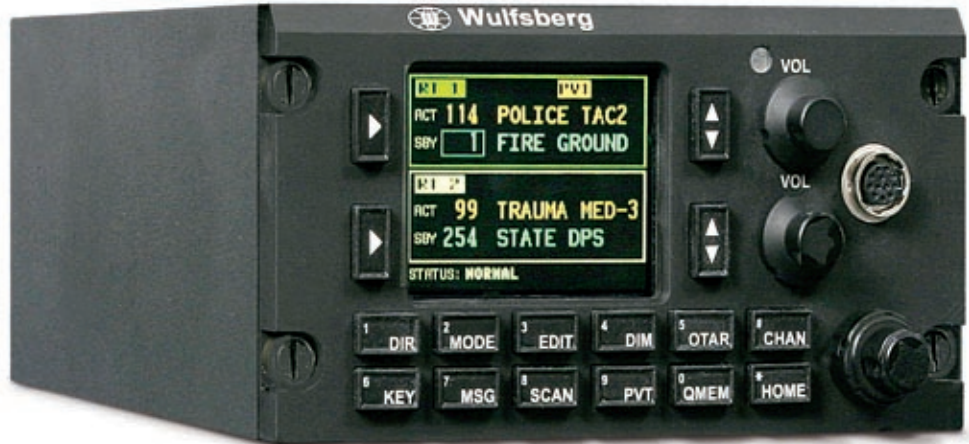 Wulfsberg
VOL
RT 1 PVT
ACT 114 POLICE TAC2
SBY 1 FIRE GROUND
VOL
RT 2
ACT 99 TRAUMA MED-3
SBY 254 STATE DPS
STATUS: NORMAL
1 DIR 2 MODE 3 EDIT 4 DIM 5 OTAR # CHAN
6 KEY 7 MSG 8 SCAN 9 PVT 0 QMEM * HOME